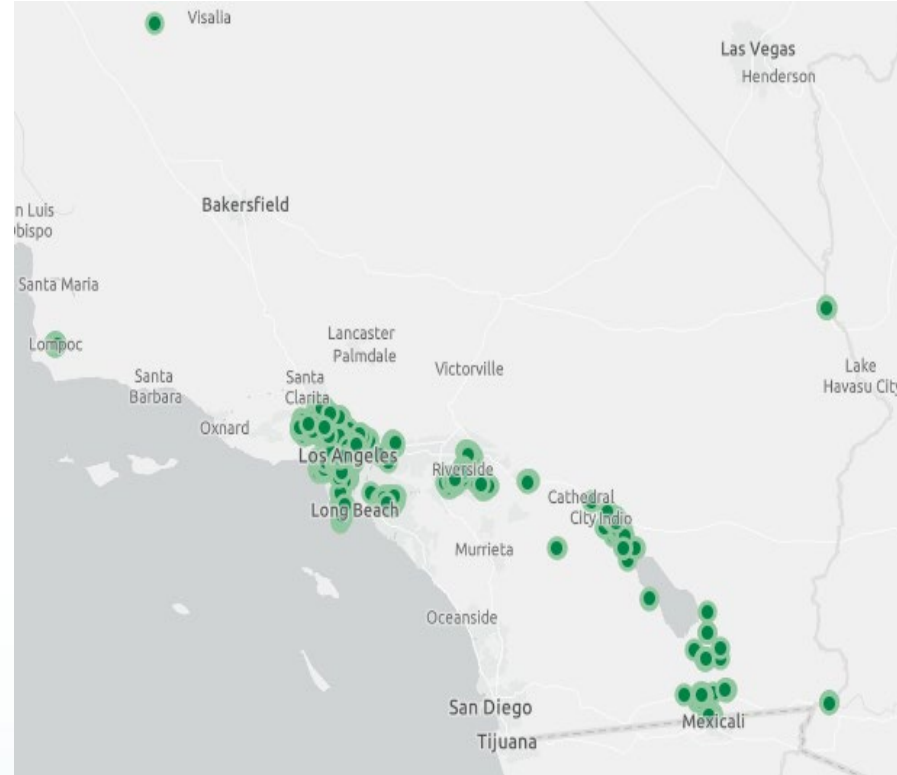 Visalia
Las Vegas
Henderson
Bakersfield
n Luis
Obispo
Santa Maria
Lompoc
Lancaster
Palmdale
Victorville
Lake
Havasu City
Santa
Barbara
Santa
Clarita
Oxnard
Los Angeles
Riverside
Long Beach
Cathedral
City
Indio
Murrieta
Oceanside
San Diego
Mexicali
Tijuana